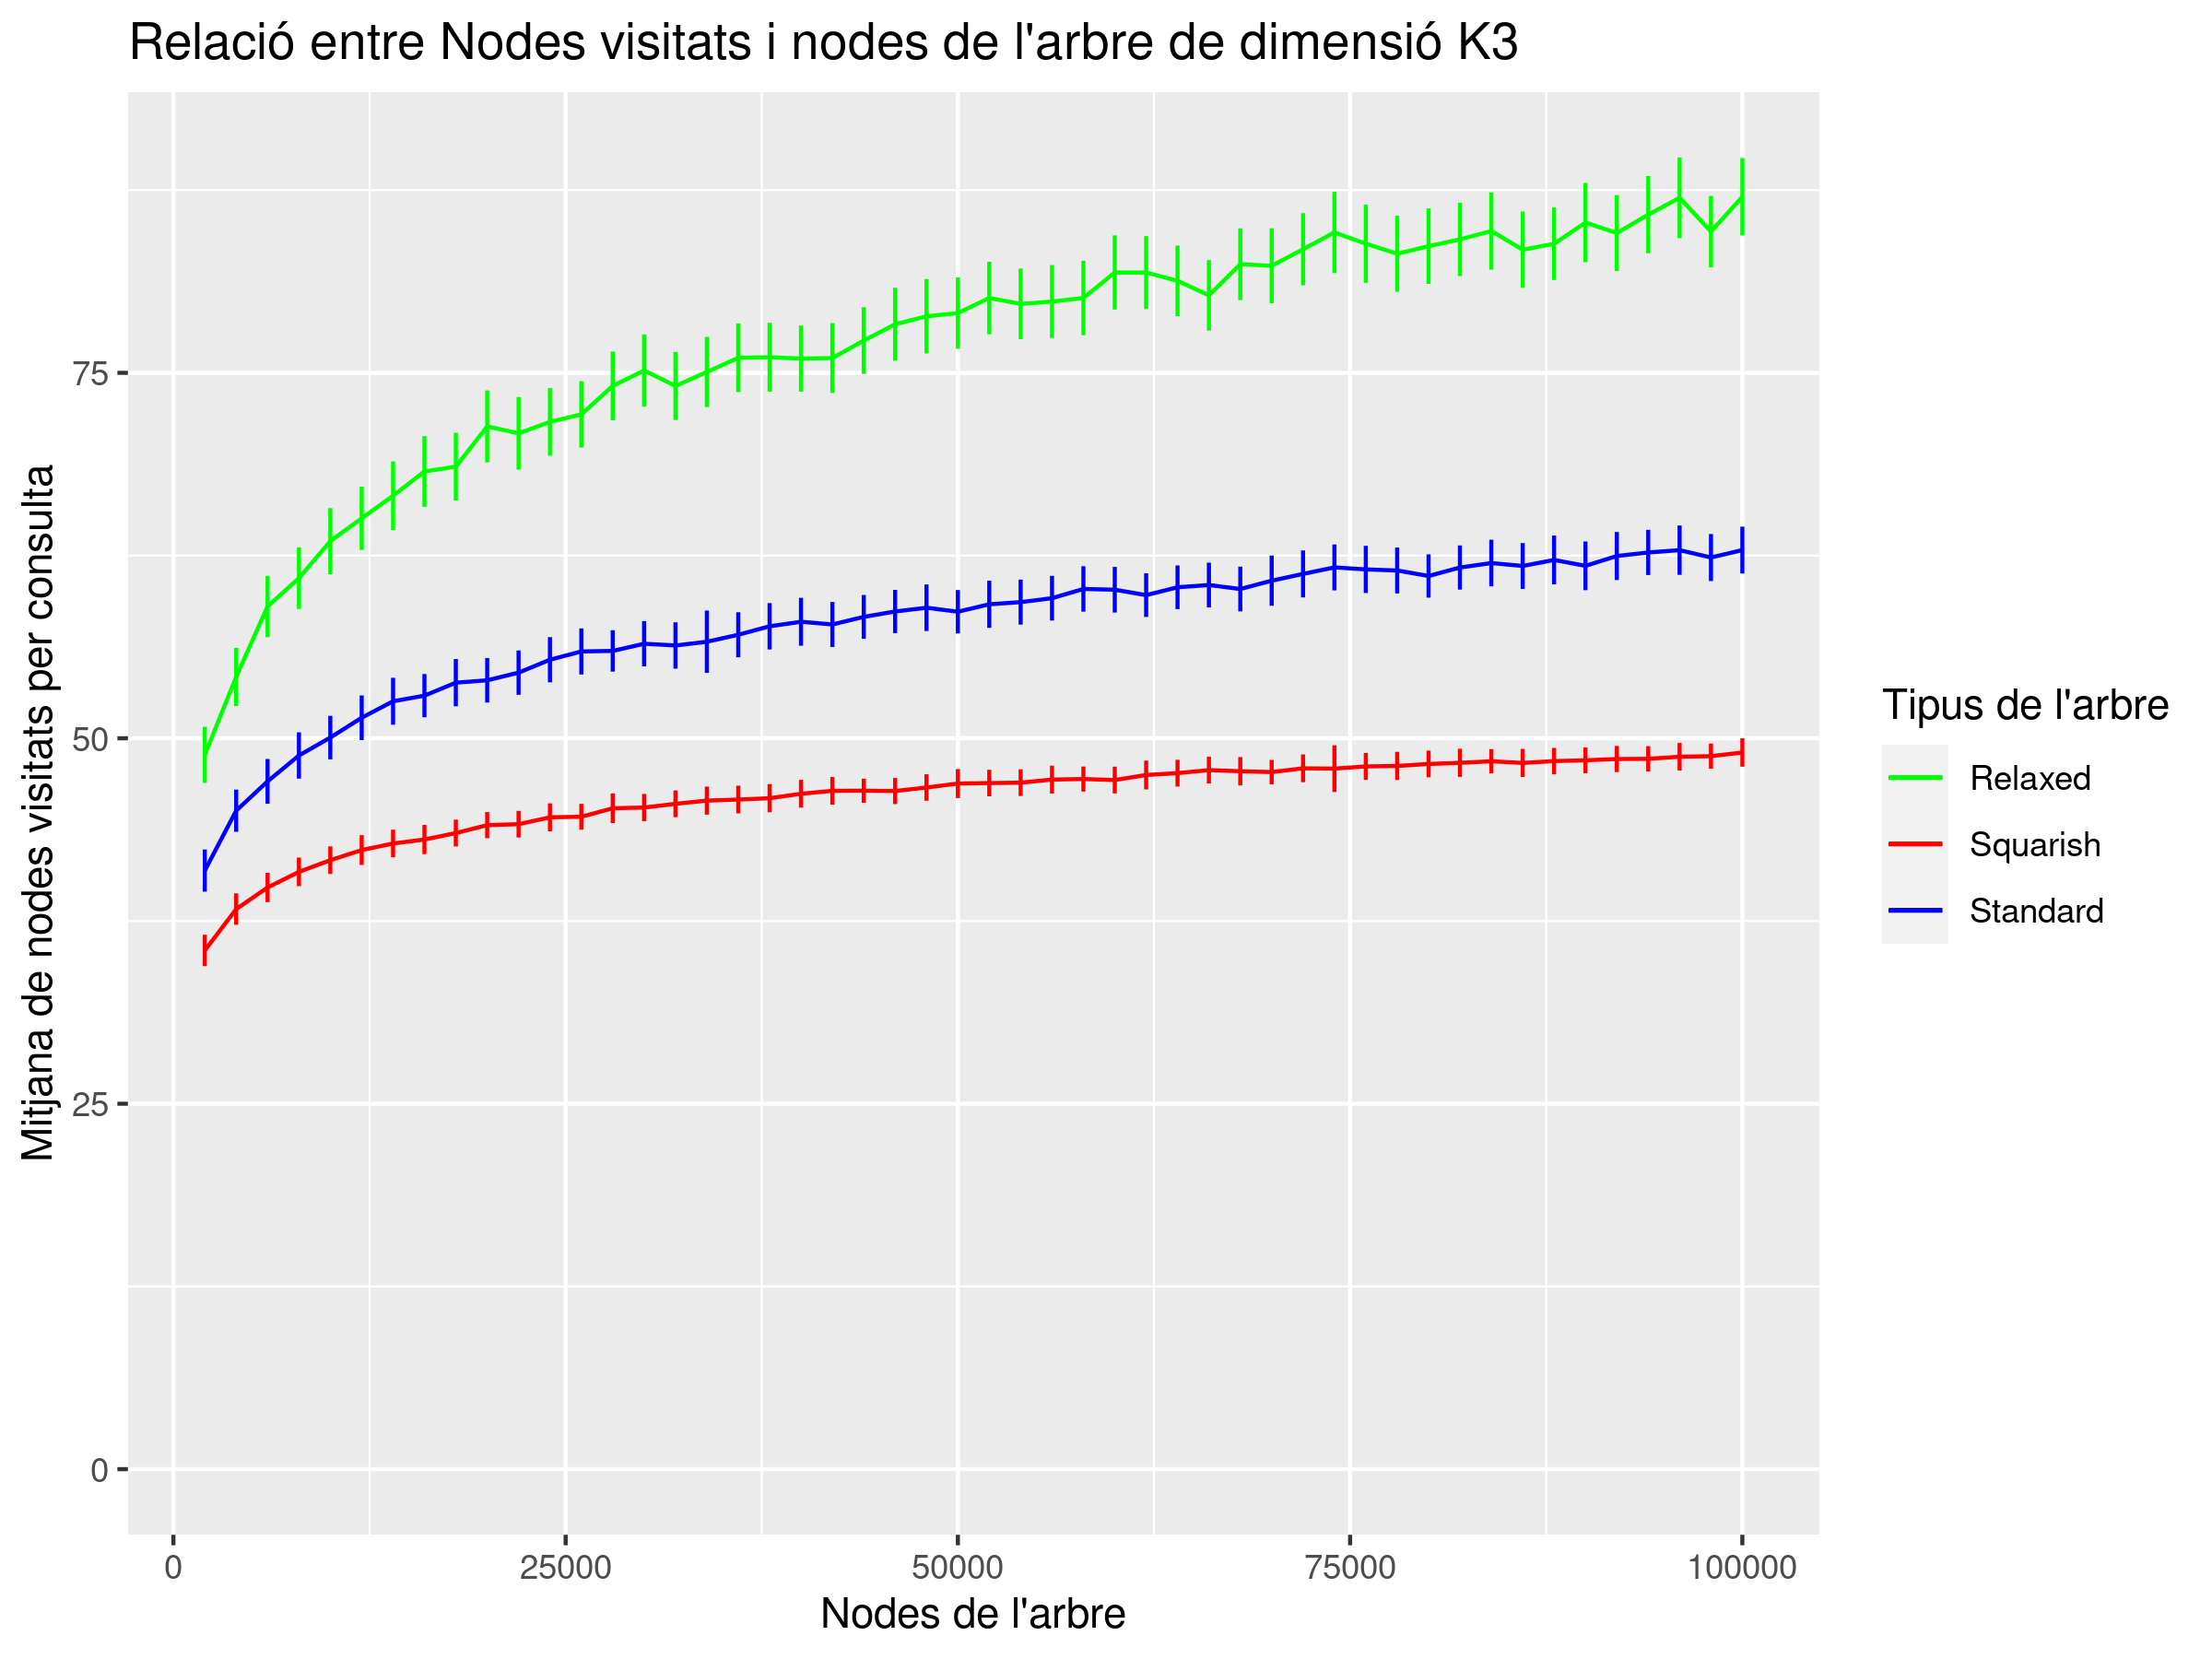 Relació entre Nodes visitats i nodes de l'arbre de dimensió K3
Mitjana de nodes visitats per consulta
75
50
25
0
0 25000 50000 75000 100000
Nodes de l'arbre
Tipus de l'arbre
Relaxed
Squarish
Standard